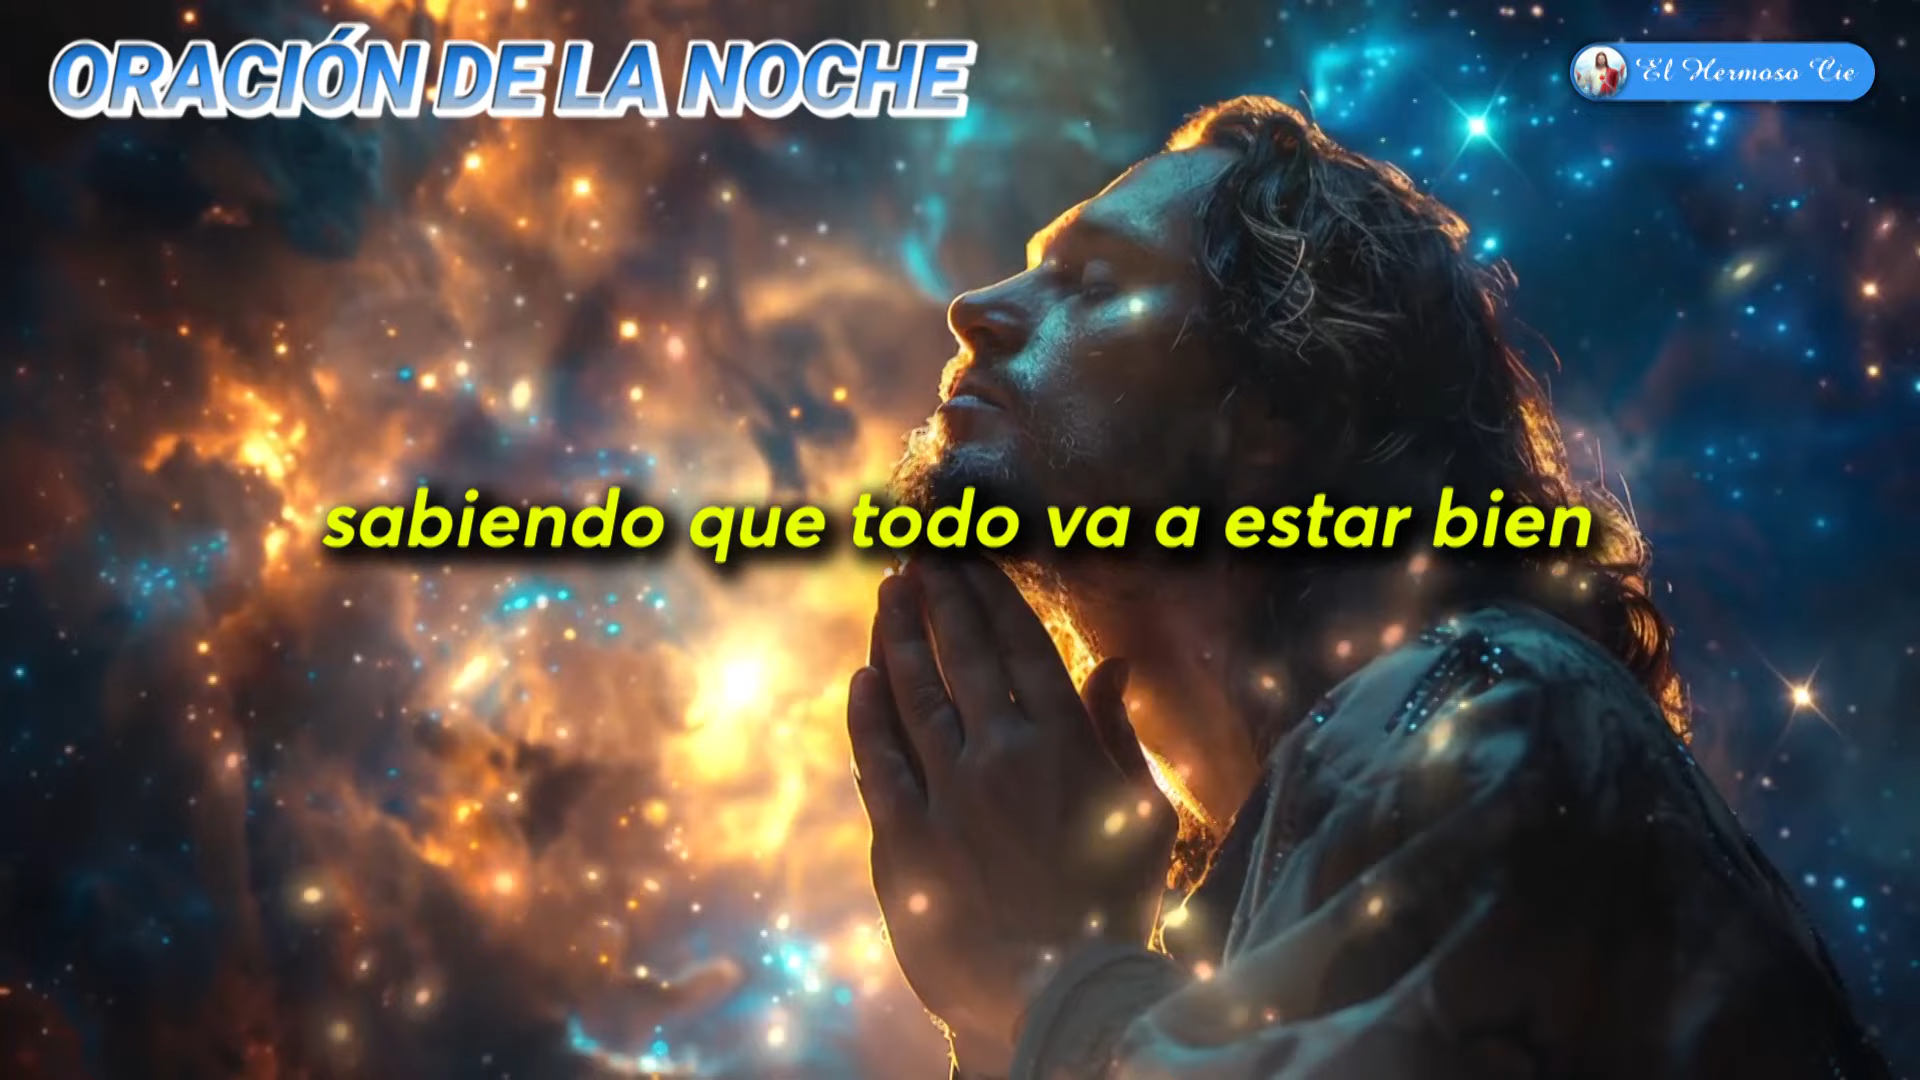 ORACIÓN DE LA NOCHE
El Hermoso Cie
sabiendo que todo va a estar bien